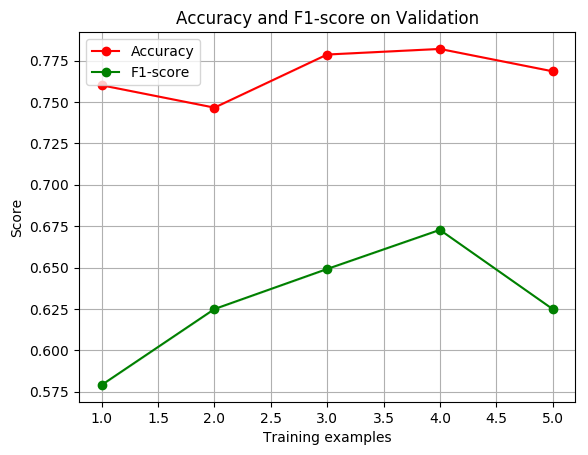 Accuracy and F1-score on Validation
Accuracy
F1-score
0.775
0.750
0.725
0.700
0.675
0.650
0.625
0.600
0.575
Score
1.0 1.5 2.0 2.5 3.0 3.5 4.0 4.5 5.0
Training examples